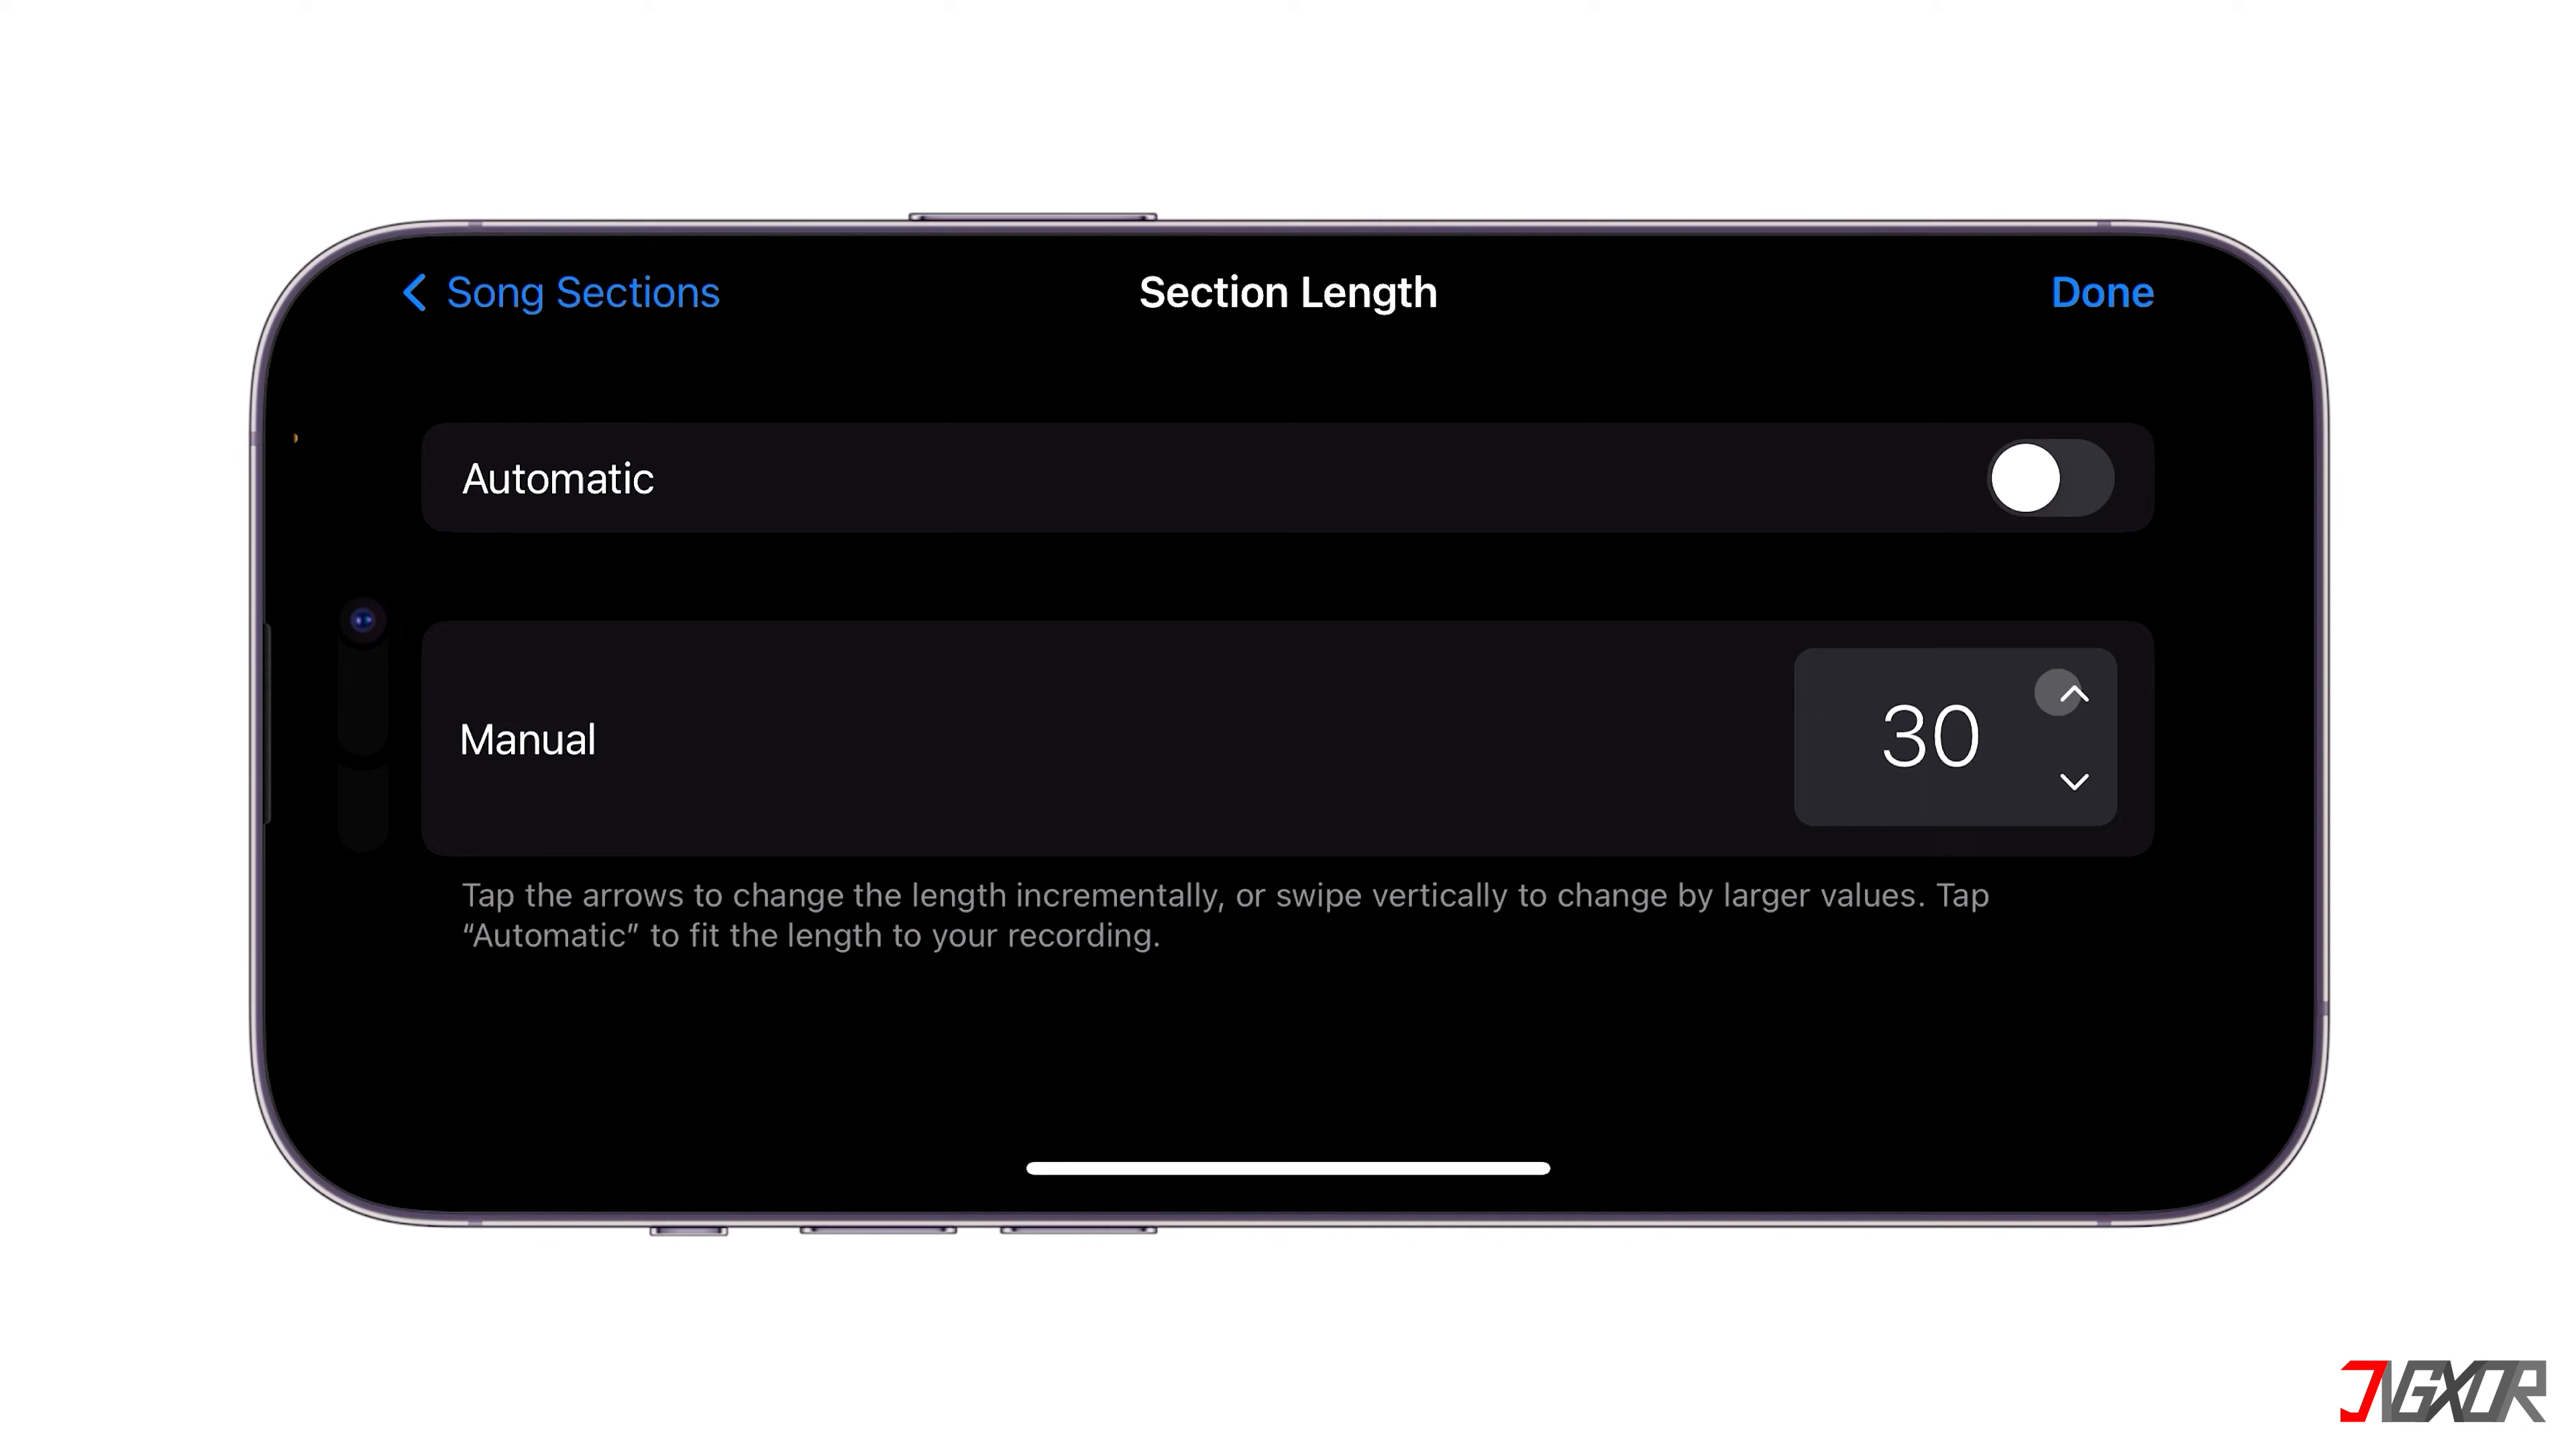 Song Sections
Section Length
Done
Automatic
Manual
30
Tap the arrows to change the length incrementally, or swipe vertically to change by larger values. Tap
“Automatic” to fit the length to your recording.
JNGXOR